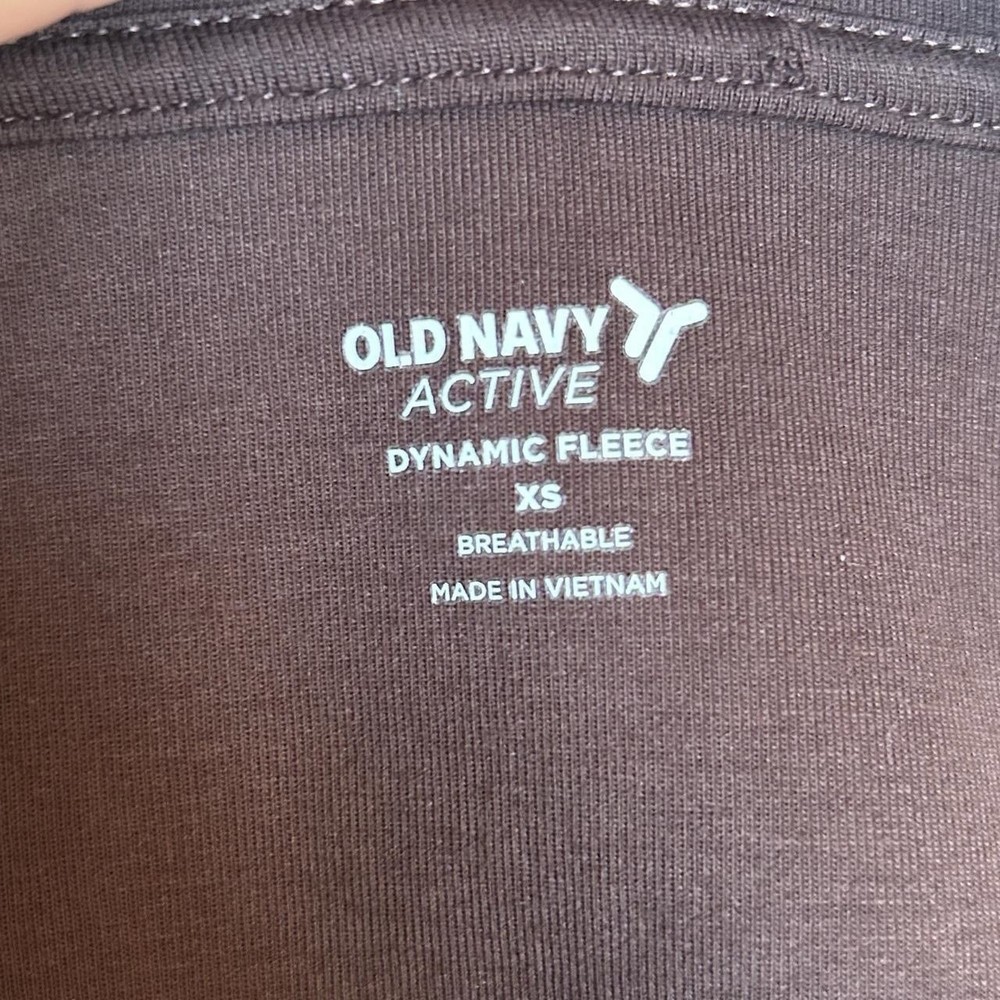 OLD NAVY
ACTIVE
DYNAMIC FLEECE
XS
BREATHABLE
MADE IN VIETNAM